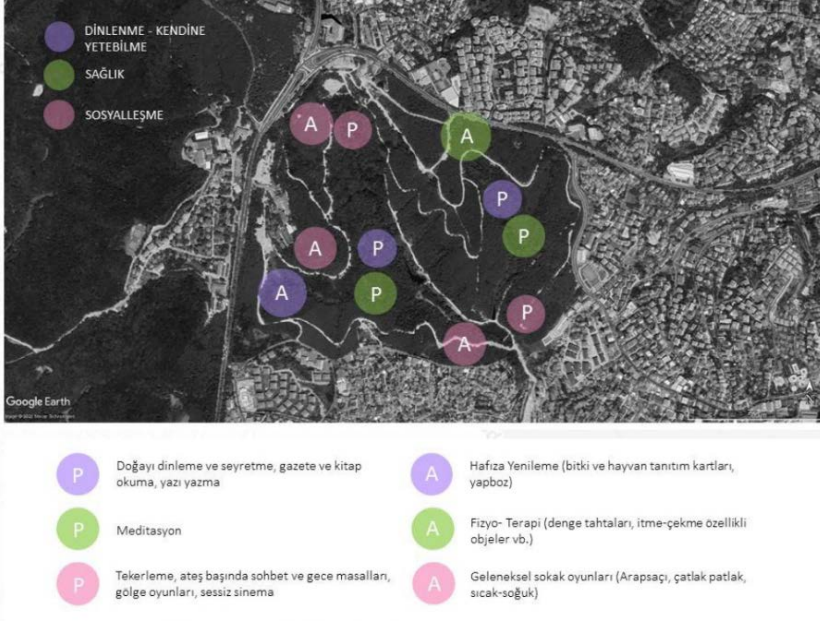 DİNLENME - KENDİNE
YETEBİLME
SAĞLIK
SOSYALLEŞME
A
P
A
P
P
A
P
A
P
P
A
Google Earth
P
Doğayı dinleme ve seyretme, gazete ve kitap
okuma, yazı yazma
A
Hafıza Yenileme (bitki ve hayvan tanıtım kartları,
yapboz)
P
Meditasyon
A
Fizyo- Terapi (denge tahtaları, itme-çekme özellikli
objeler vb.)
P
Tekerleme, ateş başında sohbet ve gece masalları,
gölge oyunları, sessiz sinema
A
Geleneksel sokak oyunları (Arapsaçı, çatlak patlak,
sıcak-soğuk)